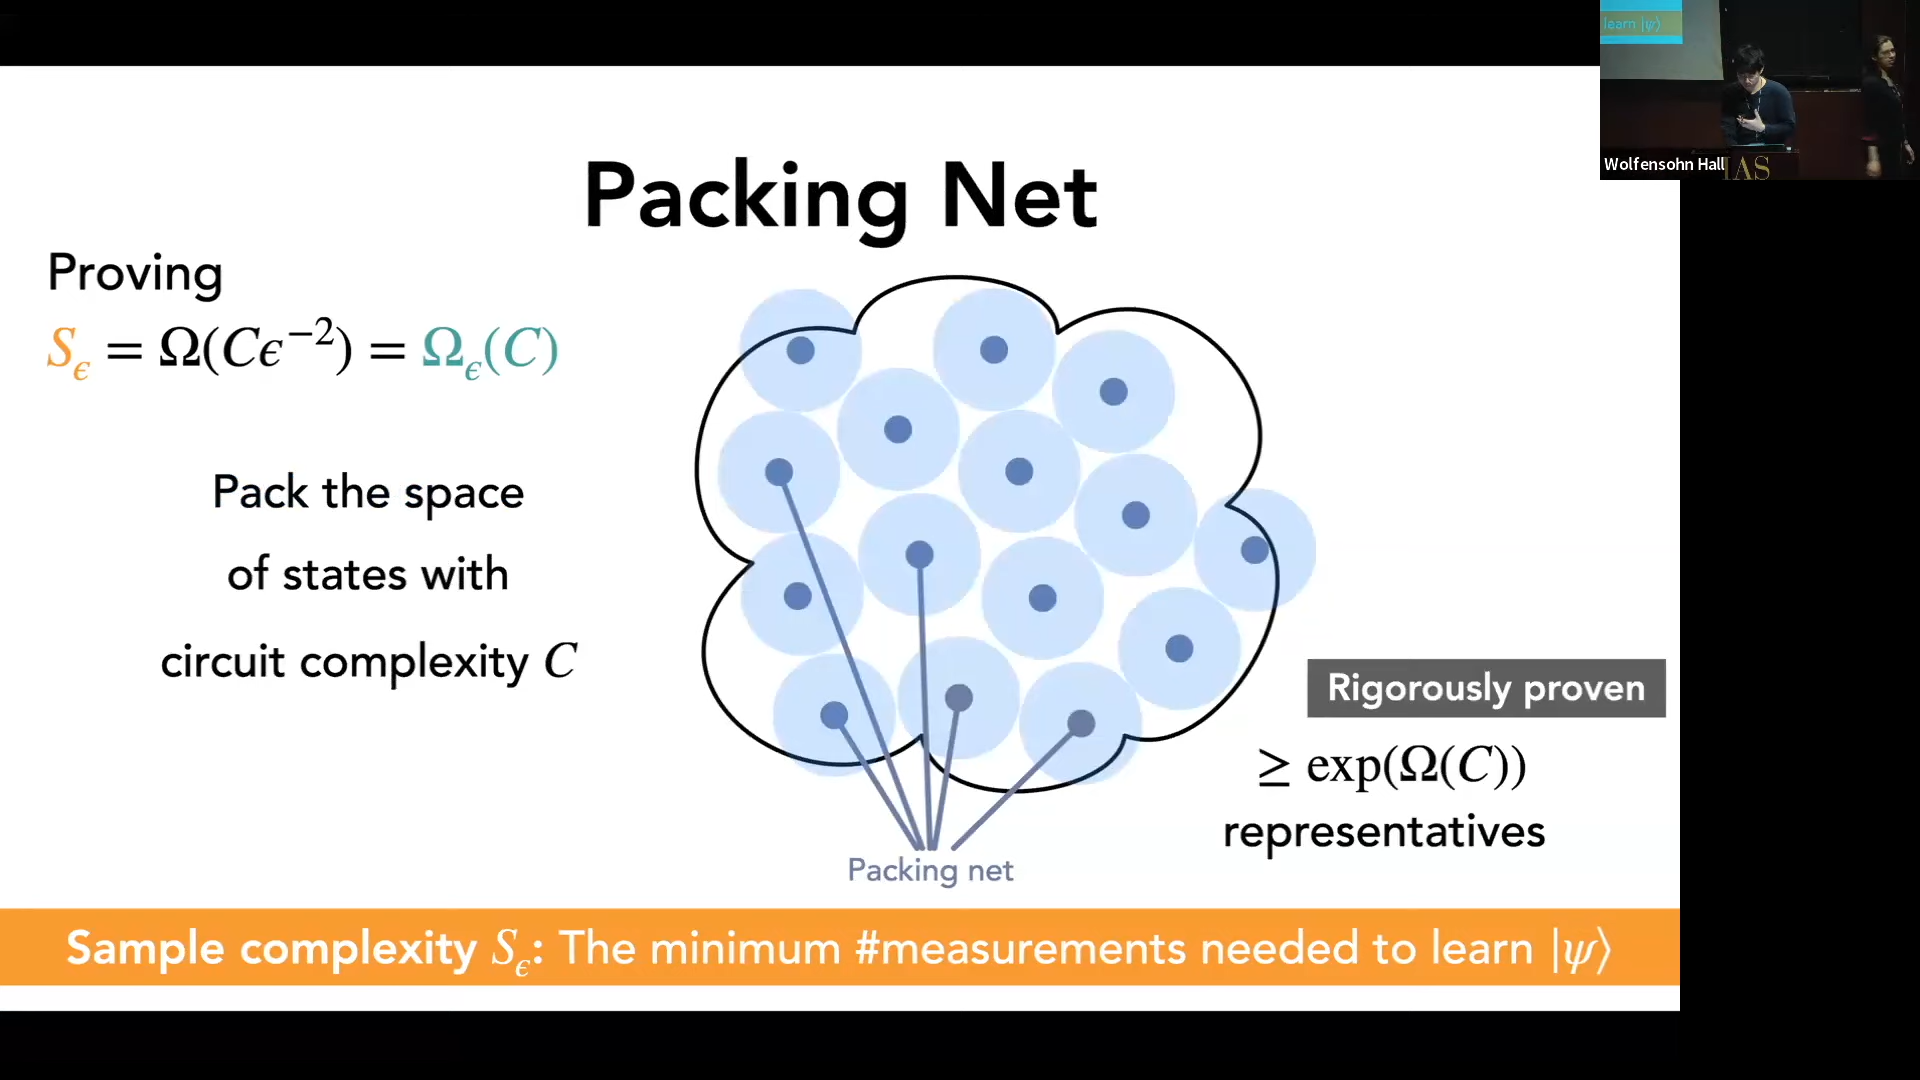 learn |ψ⟩
Wolfensohn Hall
IAS
Packing Net
Proving
S_ϵ = Ω(Cϵ⁻²) = Ω_ϵ(C)
Pack the space
of states with
circuit complexity C
Rigorously proven
≥ exp(Ω(C))
representatives
Packing net
Sample complexity S_ϵ: The minimum #measurements needed to learn |ψ⟩